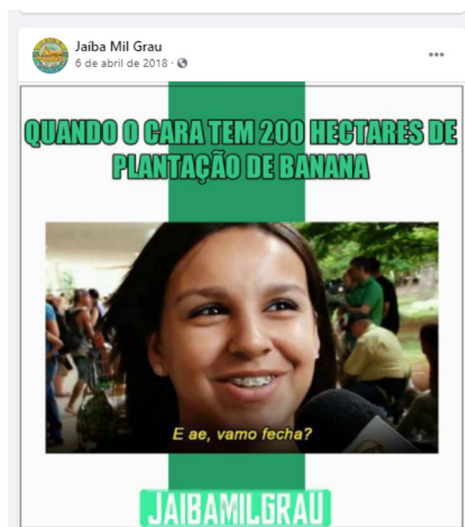 Jaíba Mil Grau
6 de abril de 2018 ·
QUANDO O CARA TEM 200 HECTARES DE
PLANTAÇÃO DE BANANA
E ae, vamo fecha?
JAIBAMILGRAU